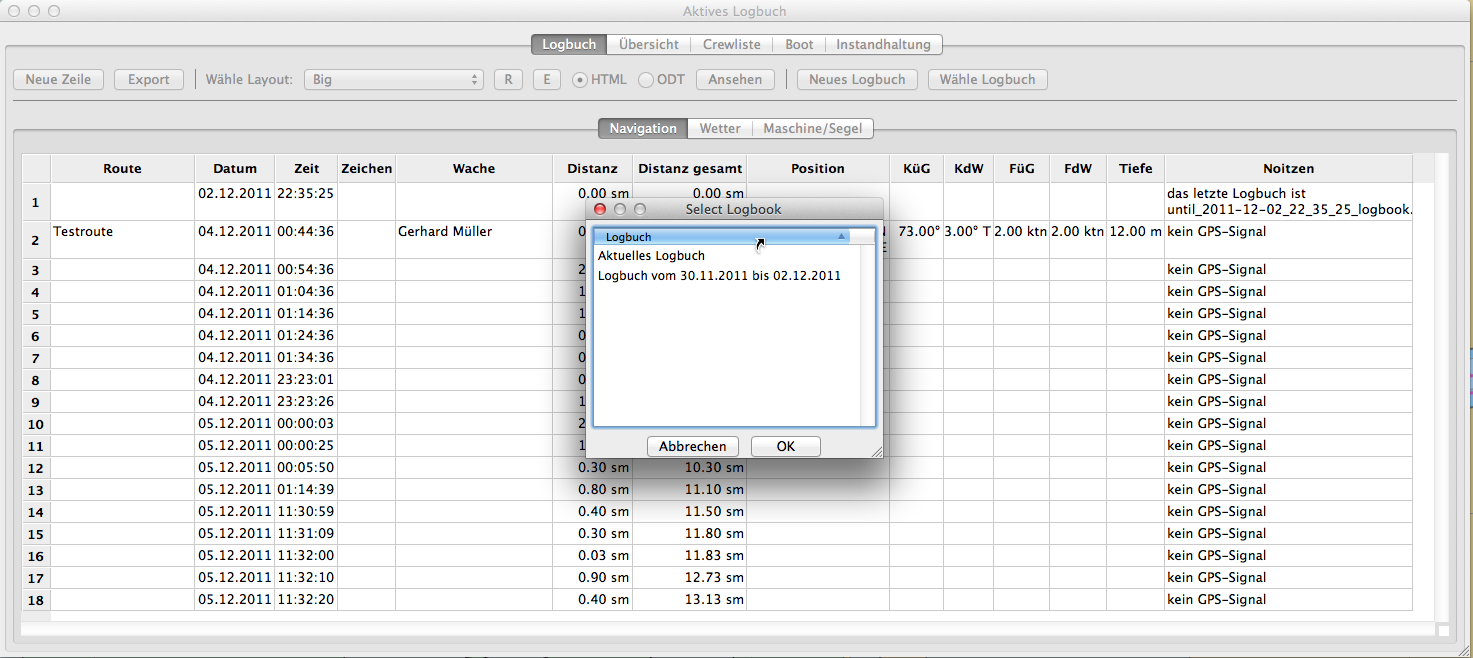 Aktives Logbuch
Logbuch Übersicht Crewliste Boot Instandhaltung
Neue Zeile Export Wähle Layout: Big R E HTML ODT Ansehen Neues Logbuch Wähle Logbuch
Navigation Wetter Maschine/Segel
Route Datum Zeit Zeichen Wache Distanz Distanz gesamt Position KüG KdW FüG FdW Tiefe Noitzen
1 02.12.2011 22:35:25 0.00 sm 0.00 sm das letzte Logbuch ist
until_2011-12-02_22_35_25_logbook.
2 Testroute 04.12.2011 00:44:36 Gerhard Müller 0 N 73.00° 3.00° T 2.00 ktn 2.00 ktn 12.00 m kein GPS-Signal
E
3 04.12.2011 00:54:36 2 kein GPS-Signal
4 04.12.2011 01:04:36 1 kein GPS-Signal
5 04.12.2011 01:14:36 1 kein GPS-Signal
6 04.12.2011 01:24:36 0 kein GPS-Signal
7 04.12.2011 01:34:36 0 kein GPS-Signal
8 04.12.2011 23:23:01 0 kein GPS-Signal
9 04.12.2011 23:23:26 1 kein GPS-Signal
10 05.12.2011 00:00:03 2 kein GPS-Signal
11 05.12.2011 00:00:25 1 kein GPS-Signal
12 05.12.2011 00:05:50 0.30 sm 10.30 sm kein GPS-Signal
13 05.12.2011 01:14:39 0.80 sm 11.10 sm kein GPS-Signal
14 05.12.2011 11:30:59 0.40 sm 11.50 sm kein GPS-Signal
15 05.12.2011 11:31:09 0.30 sm 11.80 sm kein GPS-Signal
16 05.12.2011 11:32:00 0.03 sm 11.83 sm kein GPS-Signal
17 05.12.2011 11:32:10 0.90 sm 12.73 sm kein GPS-Signal
18 05.12.2011 11:32:20 0.40 sm 13.13 sm kein GPS-Signal
Select Logbook
Logbuch
Aktuelles Logbuch
Logbuch vom 30.11.2011 bis 02.12.2011
Abbrechen OK